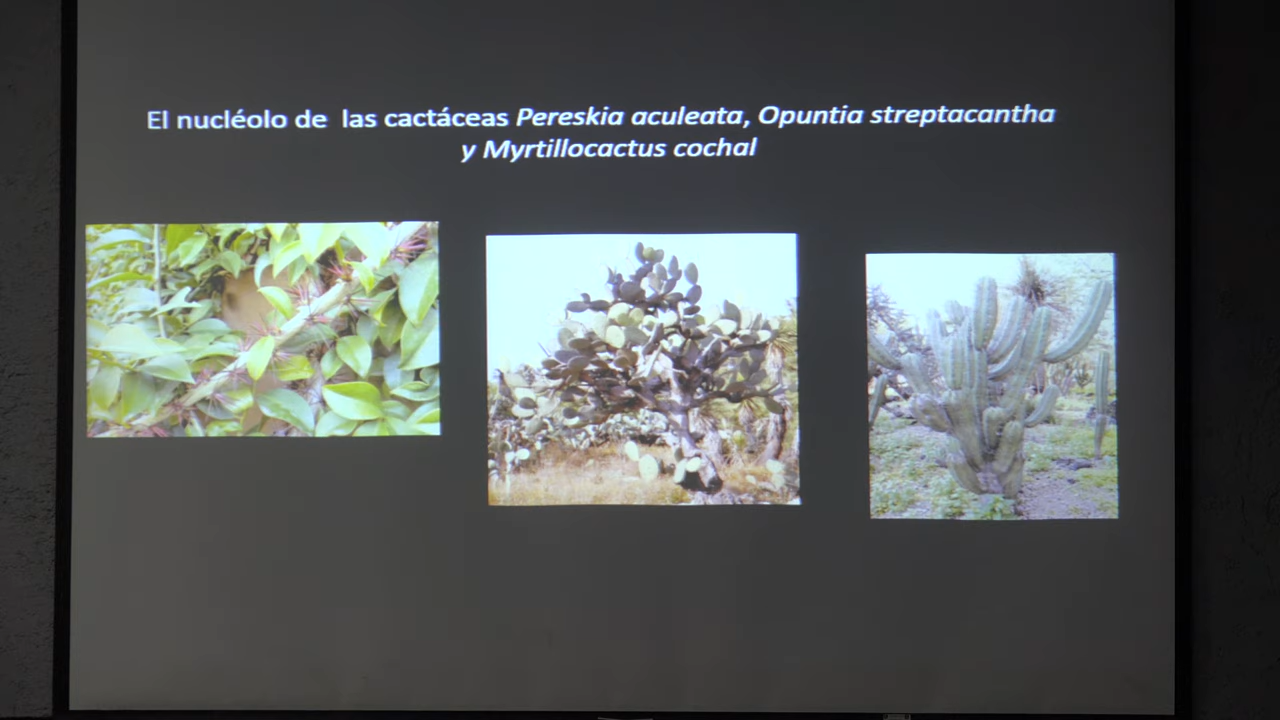 El nucléolo de las cactáceas Pereskia aculeata, Opuntia streptacantha
y Myrtillocactus cochal